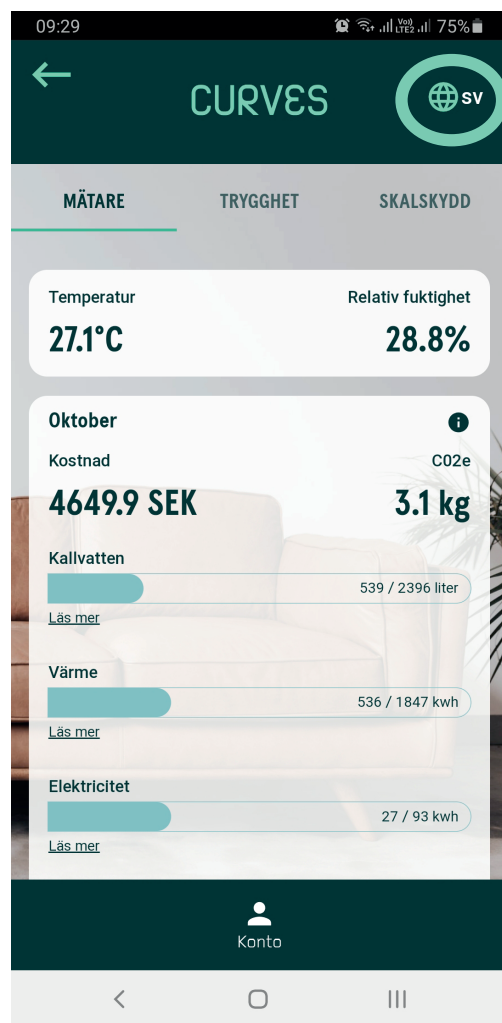 09:29 Vo)) LTE2 75%
CURVES
SV
MÄTARE TRYGGHET SKALSKYDD
Temperatur Relativ fuktighet
27.1°C 28.8%
Oktober
Kostnad C02e
4649.9 SEK 3.1 kg
Kallvatten
539 / 2396 liter
Läs mer
Värme
536 / 1847 kwh
Läs mer
Elektricitet
27 / 93 kwh
Läs mer
Konto